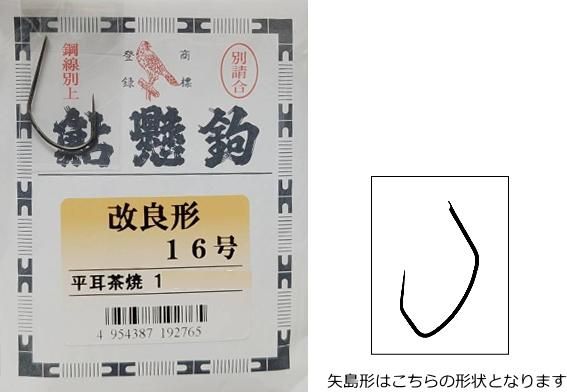 鋼線別上
登録
商標
別請合
鮎懸鈎
改良形
16号
平耳茶焼 1
4 954387 192765
矢島形はこちらの形状となります